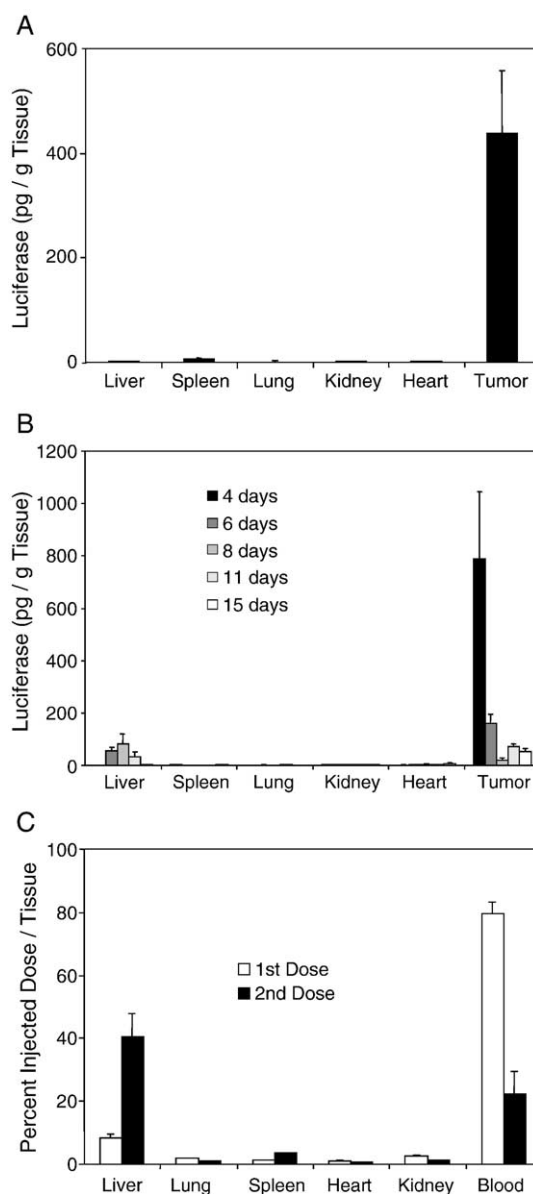 A
Luciferase (pg / g Tissue)
600
400
200
0
Liver Spleen Lung Kidney Heart Tumor
B
Luciferase (pg / g Tissue)
1200
1000
800
600
400
200
0
4 days
6 days
8 days
11 days
15 days
Liver Spleen Lung Kidney Heart Tumor
C
Percent Injected Dose / Tissue
100
80
60
40
20
0
1st Dose
2nd Dose
Liver Lung Spleen Heart Kidney Blood